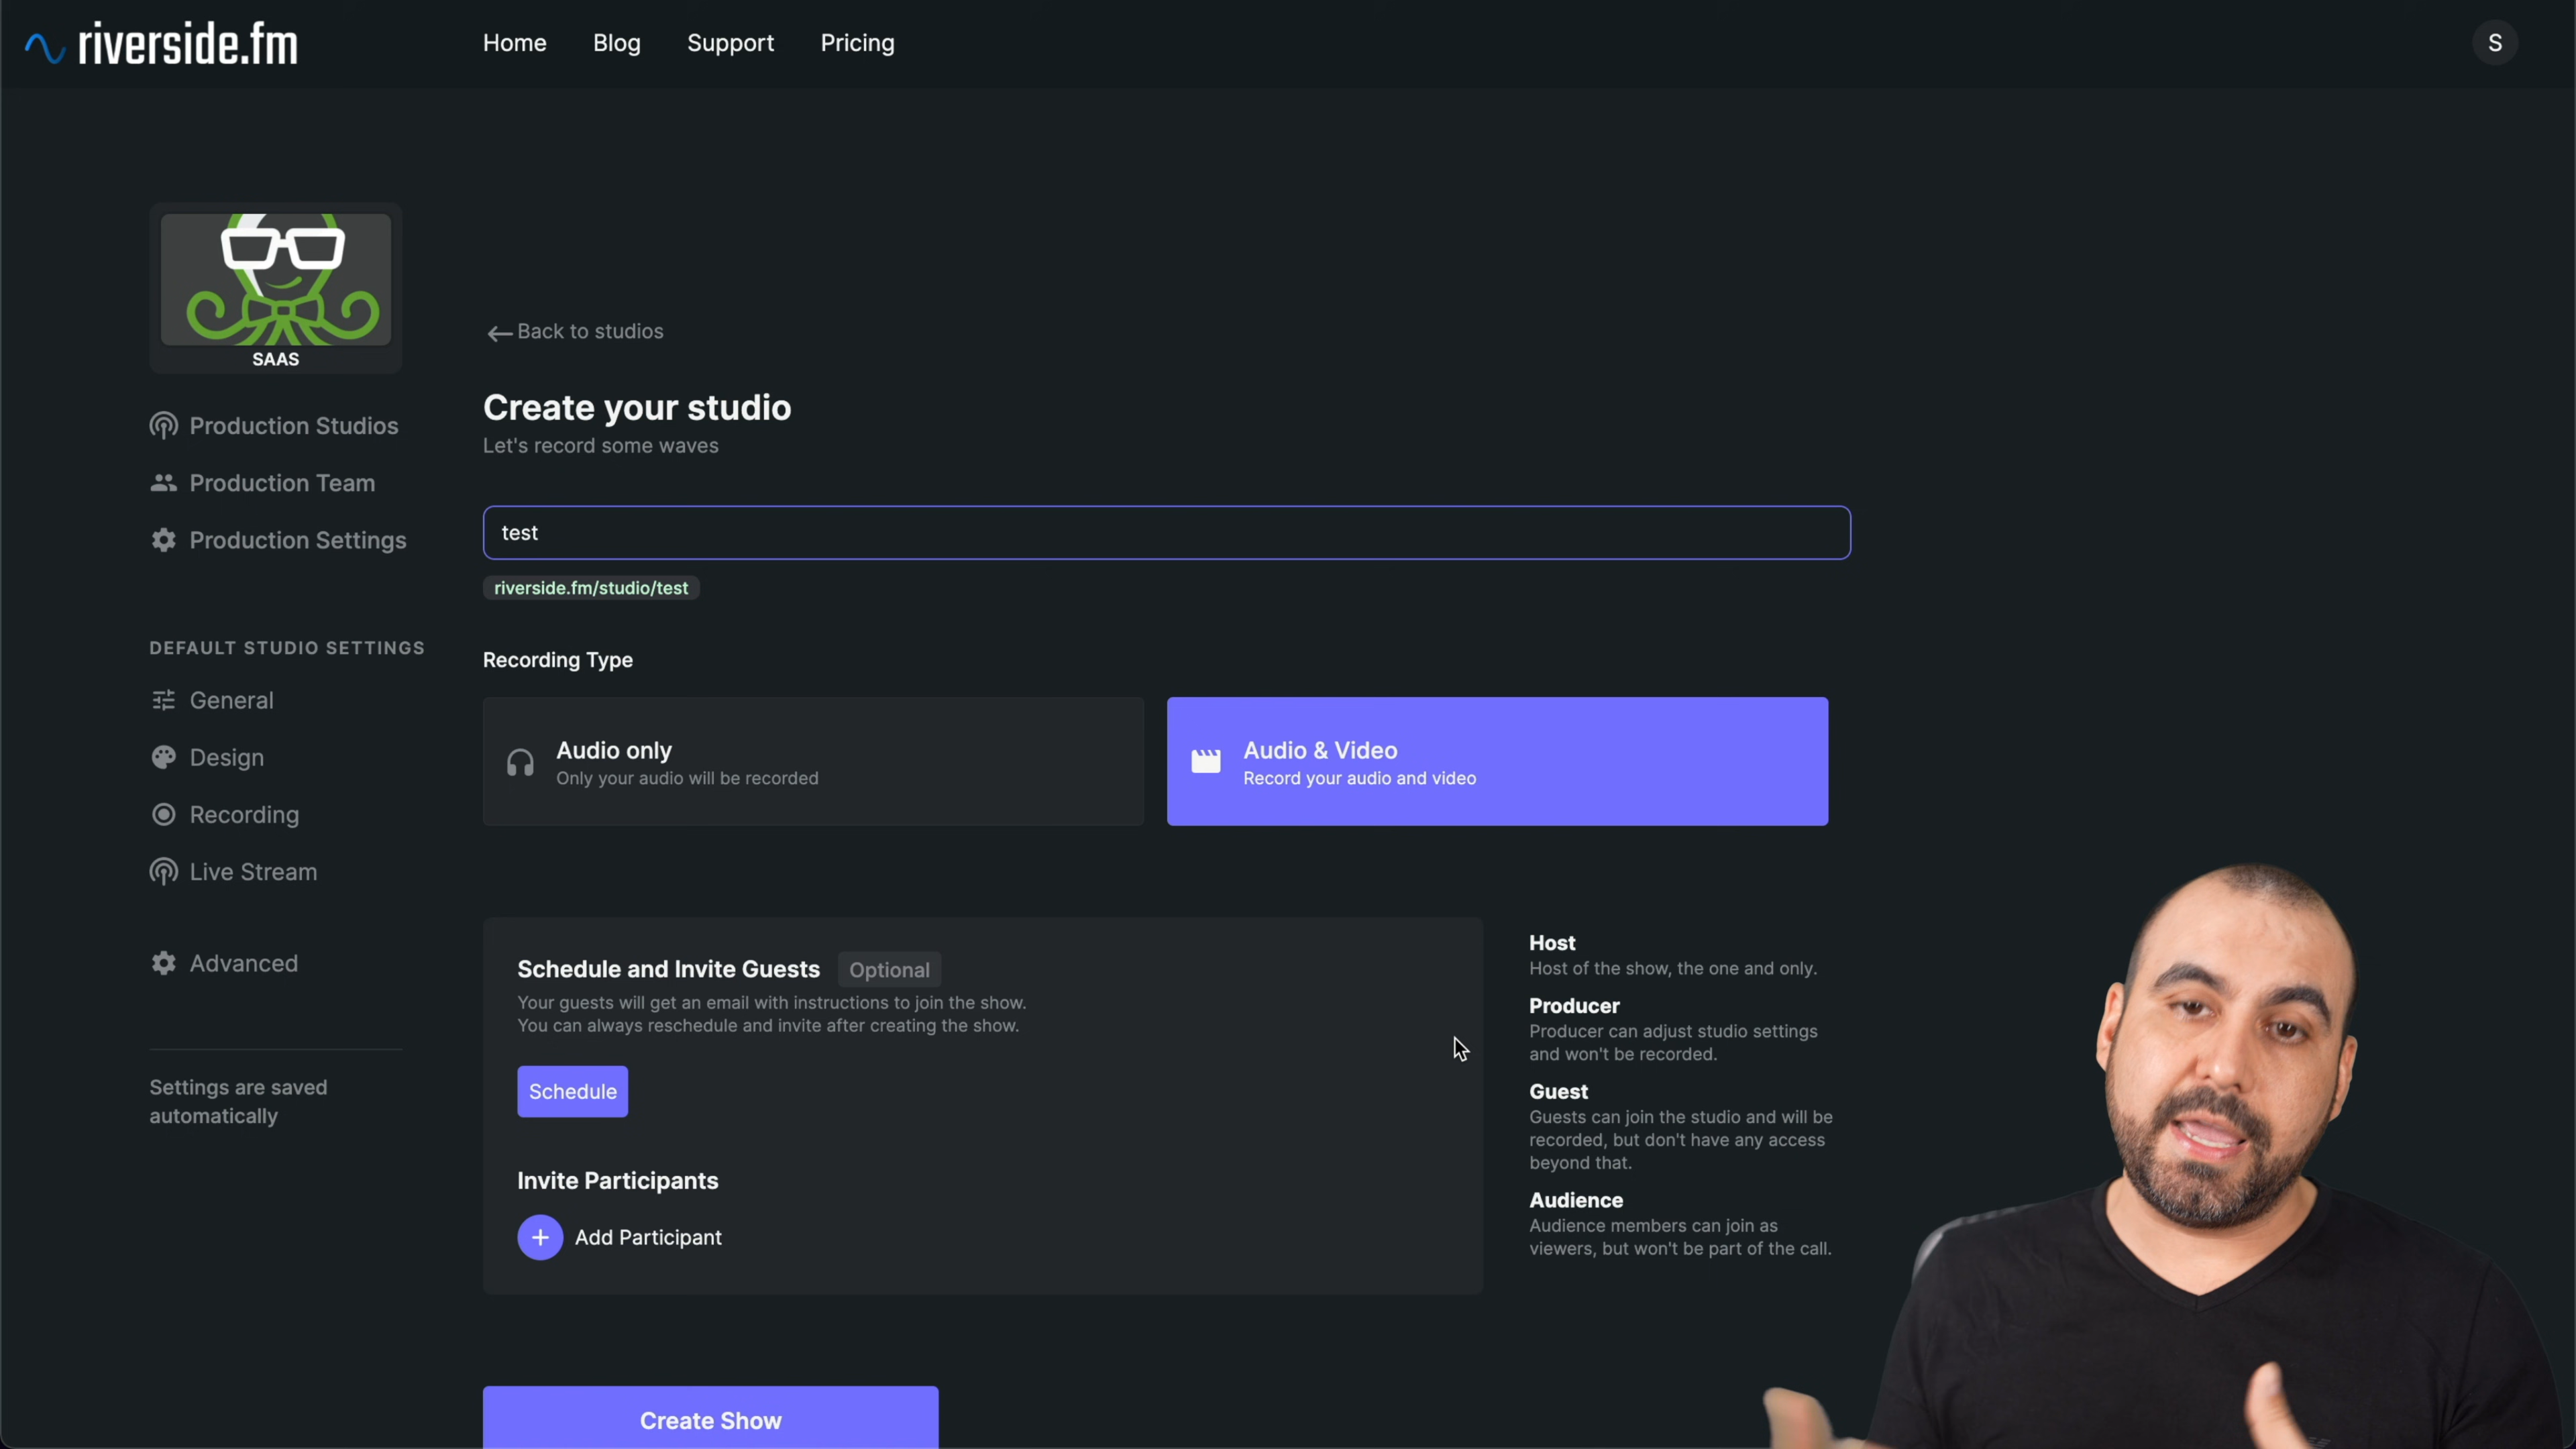 riverside.fm
Home
Blog
Support
Pricing
S
SAAS
Production Studios
Production Team
Production Settings
DEFAULT STUDIO SETTINGS
General
Design
Recording
Live Stream
Advanced
Settings are saved
automatically
Back to studios
Create your studio
Let's record some waves
test
riverside.fm/studio/test
Recording Type
Audio only
Only your audio will be recorded
Audio & Video
Record your audio and video
Schedule and Invite Guests
Optional
Your guests will get an email with instructions to join the show.
You can always reschedule and invite after creating the show.
Schedule
Invite Participants
+ Add Participant
Host
Host of the show, the one and only.
Producer
Producer can adjust studio settings
and won't be recorded.
Guest
Guests can join the studio and will be
recorded, but don't have any access
beyond that.
Audience
Audience members can join as
viewers, but won't be part of the call.
Create Show